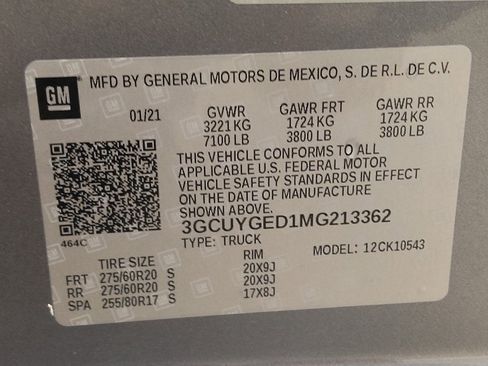 GM
MFD BY GENERAL MOTORS DE MEXICO, S. DE R.L. DE C.V.
01/21 GVWR GAWR FRT GAWR RR
3221 KG 1724 KG 1724 KG
7100 LB 3800 LB 3800 LB
THIS VEHICLE CONFORMS TO ALL
APPLICABLE U.S. FEDERAL MOTOR
VEHICLE SAFETY STANDARDS IN EFFECT
ON THE DATE OF MANUFACTURE
3GCUYGED1MG213362
464C
TYPE: TRUCK MODEL: 12CK10543
TIRE SIZE RIM
FRT 275/60R20 S 20X9J
RR 275/60R20 S 20X9J
SPA 255/80R17 S 17X8J